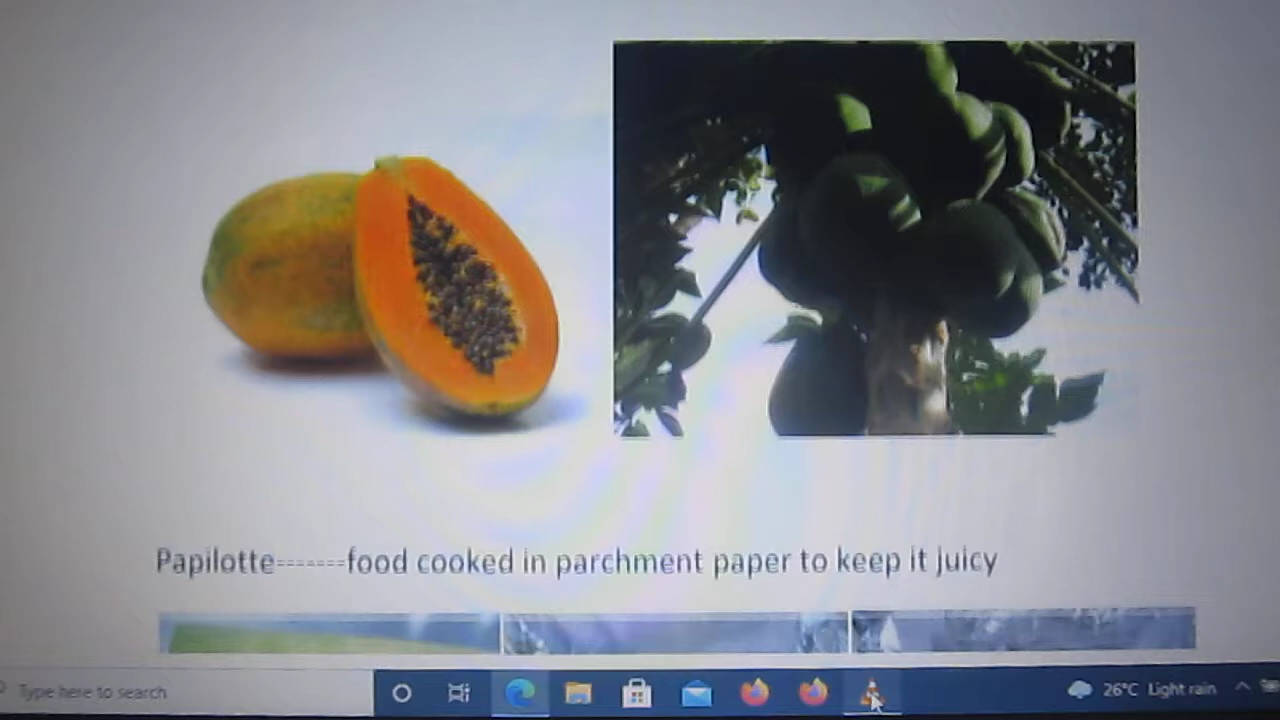 Papilotte-------food cooked in parchment paper to keep it juicy
Type here to search
26°C Light rain